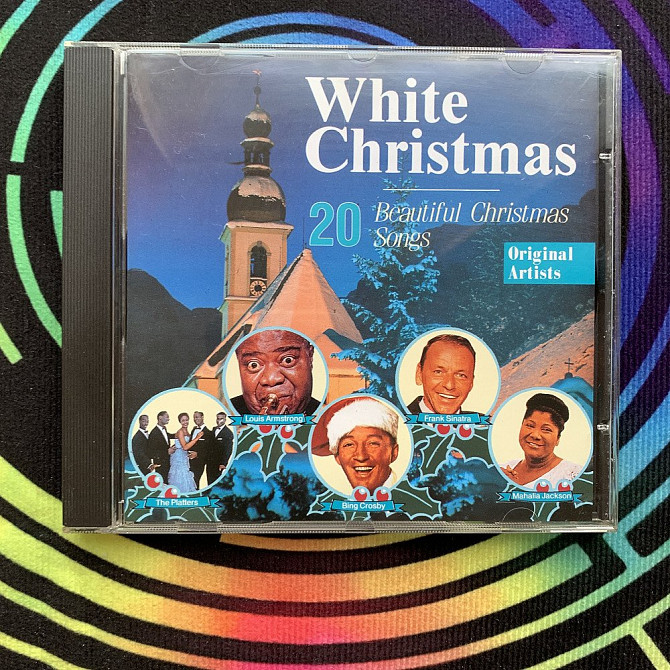 White
Christmas
20 Beautiful Christmas
Songs
Original
Artists
Louis Armstrong
Frank Sinatra
The Platters
Bing Crosby
Mahalia Jackson